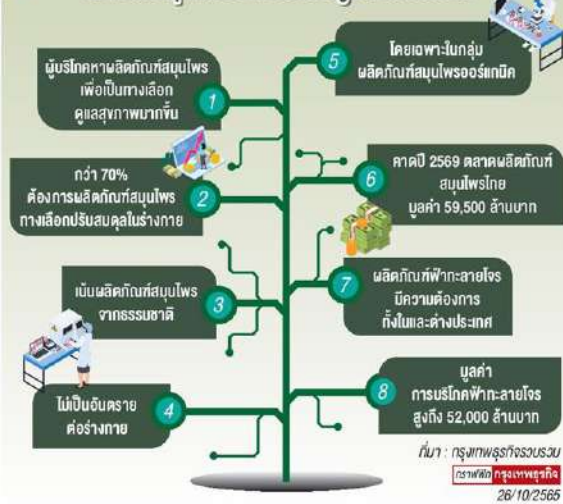 1
ผู้บริโภคหาผลิตภัณฑ์สมุนไพร
เพื่อเป็นทางเลือก
ดูแลสุขภาพมากขึ้น
2
กว่า 70%
ต้องการผลิตภัณฑ์สมุนไพร
ทางเลือกปรับสมดุลในร่างกาย
3
เน้นผลิตภัณฑ์สมุนไพร
จากธรรมชาติ
4
ไม่เป็นอันตราย
ต่อร่างกาย
5
โดยเฉพาะในกลุ่ม
ผลิตภัณฑ์สมุนไพรออร์แกนิค
6
คาดปี 2569 ตลาดผลิตภัณฑ์
สมุนไพรไทย
มูลค่า 59,500 ล้านบาท
7
ผลิตภัณฑ์ฟ้าทะลายโจร
มีความต้องการ
ทั้งในและต่างประเทศ
8
มูลค่า
การบริโภคฟ้าทะลายโจร
สูงถึง 52,000 ล้านบาท
ที่มา : กรุงเทพธุรกิจรวบรวม
กราฟฟิก กรุงเทพธุรกิจ
26/10/2565